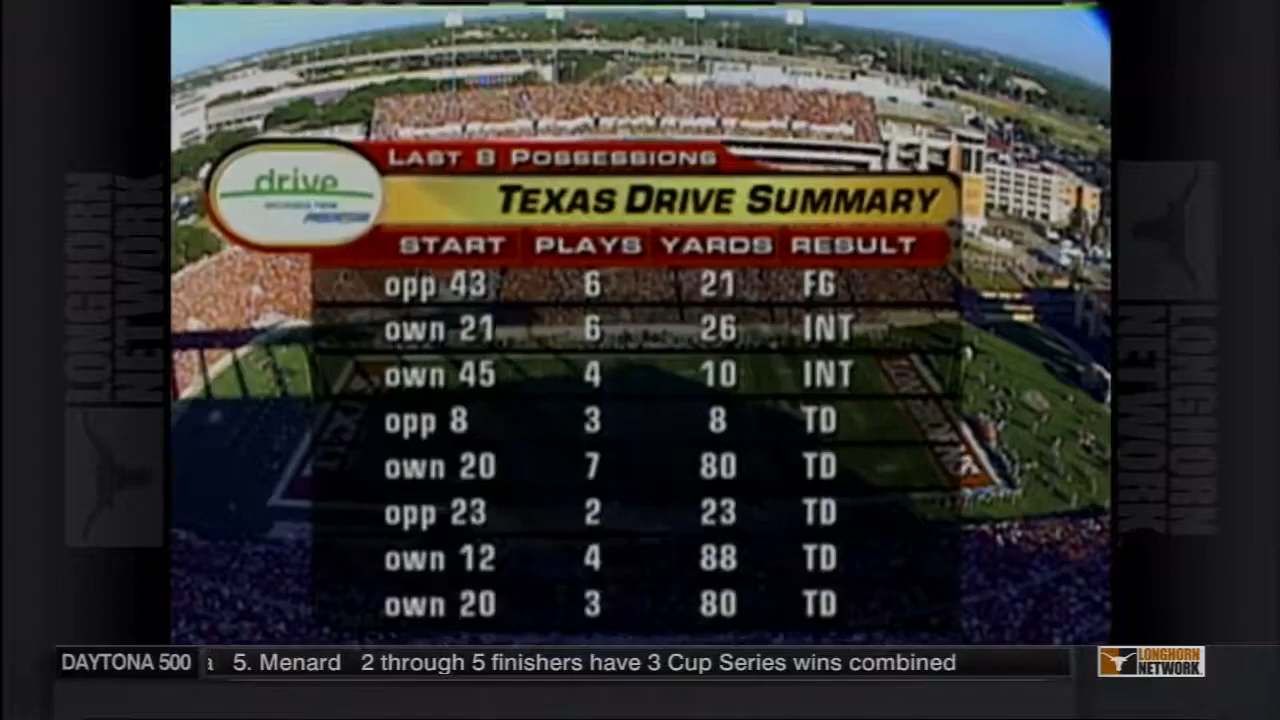 LAST 8 POSSESSIONS
drive
TEXAS DRIVE SUMMARY
START PLAYS YARDS RESULT
opp 43 6 21 FG
own 21 6 26 INT
own 45 4 10 INT
opp 8 3 8 TD
own 20 7 80 TD
opp 23 2 23 TD
own 12 4 88 TD
own 20 3 80 TD
LONGHORN NETWORK
LONGHORN NETWORK
DAYTONA 500 a 5. Menard 2 through 5 finishers have 3 Cup Series wins combined
LONGHORN
NETWORK